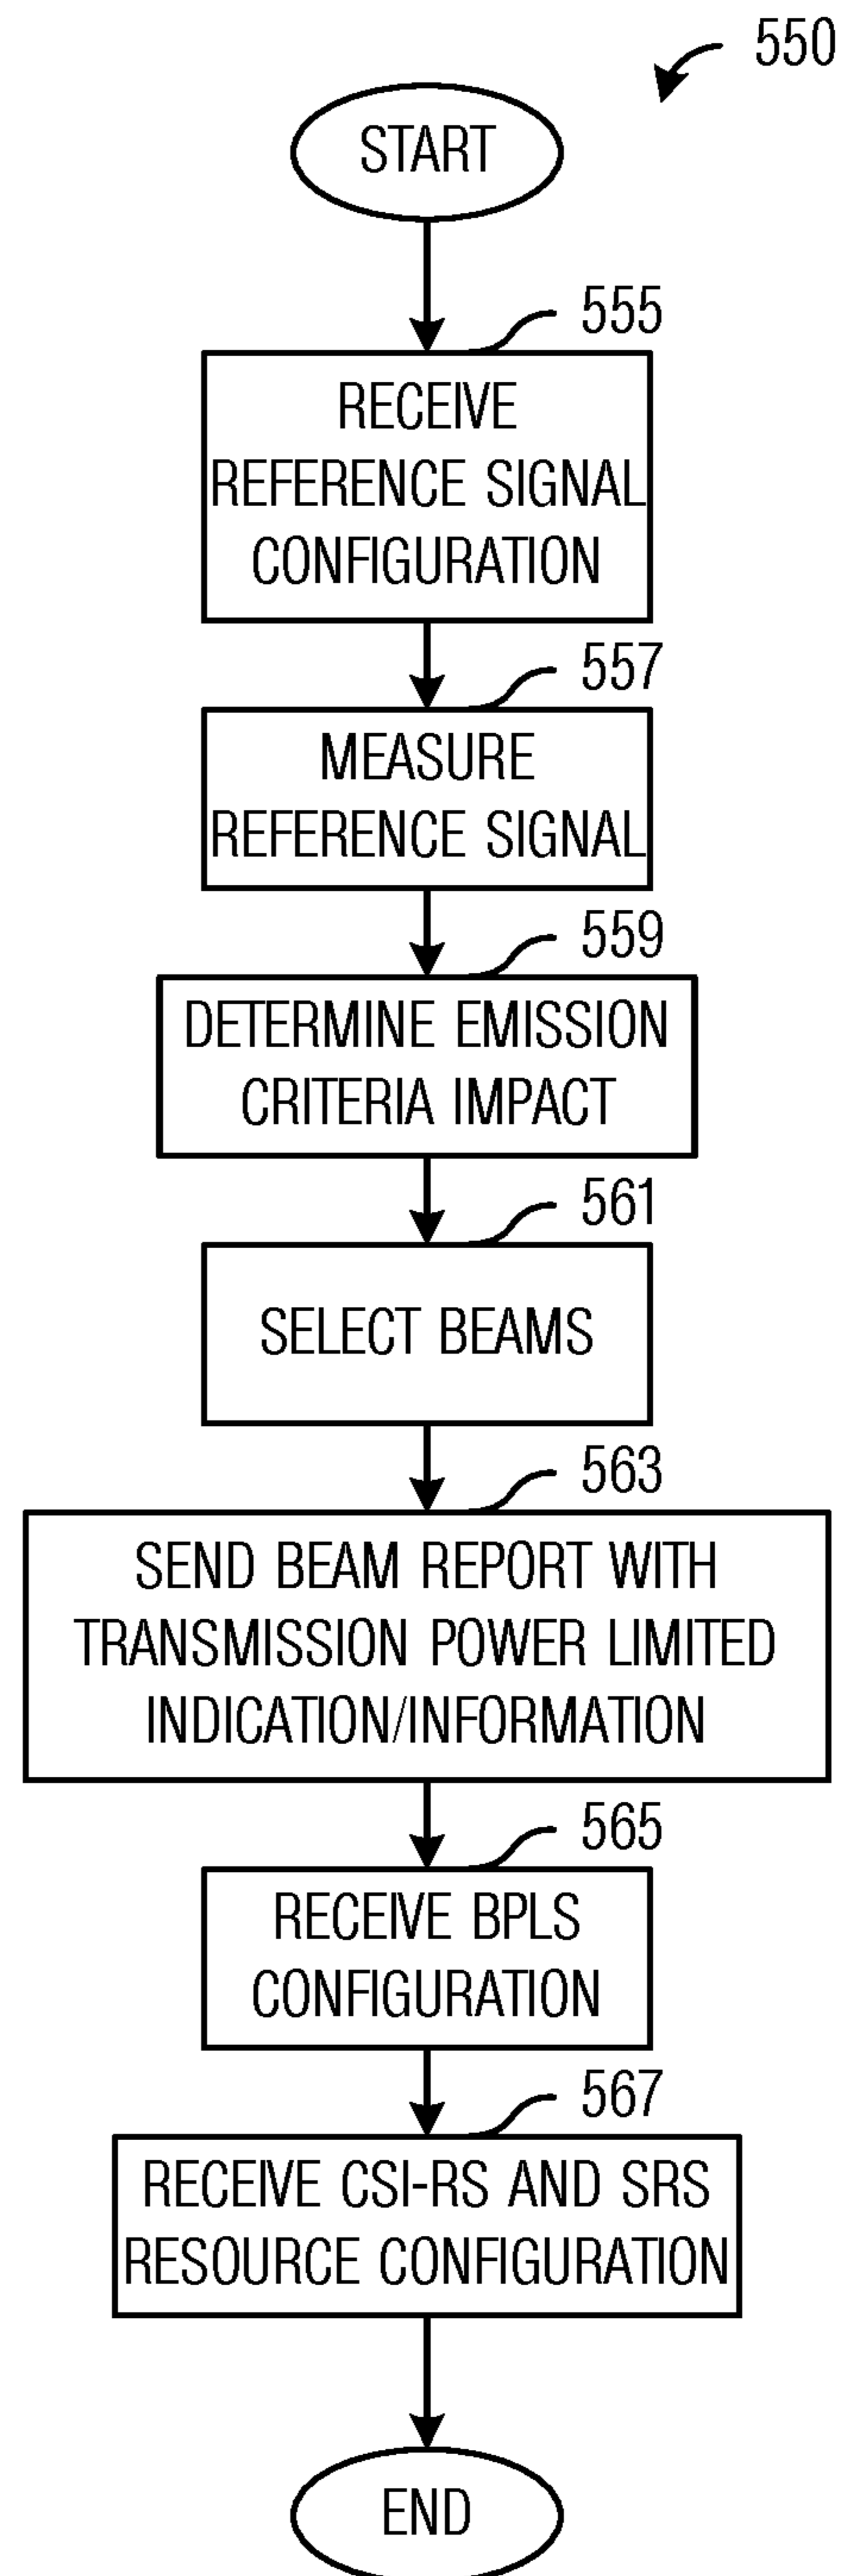 550
START
555
RECEIVE
REFERENCE SIGNAL
CONFIGURATION
557
MEASURE
REFERENCE SIGNAL
559
DETERMINE EMISSION
CRITERIA IMPACT
561
SELECT BEAMS
563
SEND BEAM REPORT WITH
TRANSMISSION POWER LIMITED
INDICATION/INFORMATION
565
RECEIVE BPLS
CONFIGURATION
567
RECEIVE CSI-RS AND SRS
RESOURCE CONFIGURATION
END